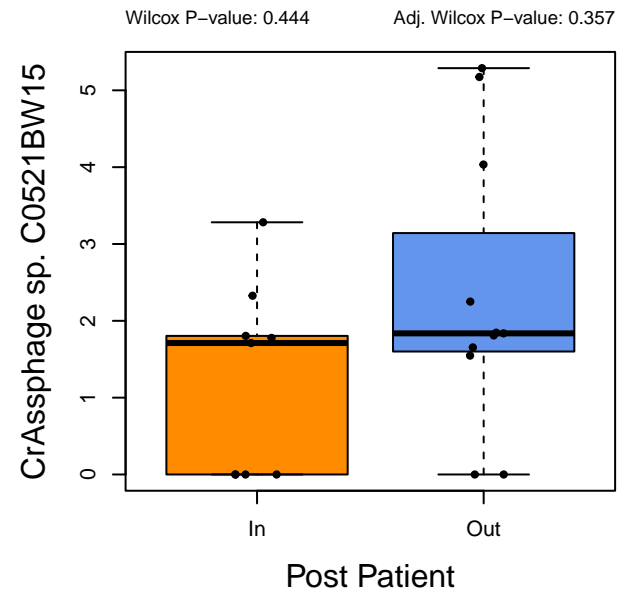 Wilcox P−value: 0.444
Adj. Wilcox P−value: 0.357
CrAssphage sp. C0521BW15
5
4
3
2
1
0
In
Out
Post Patient